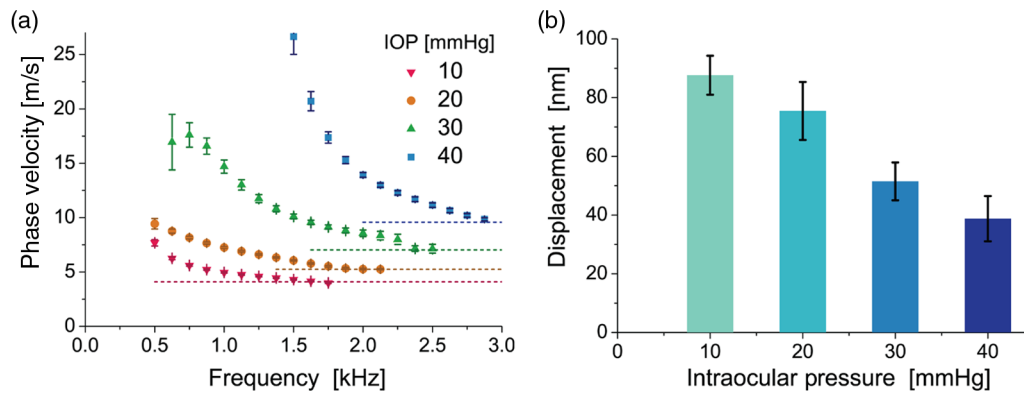 (a)
Phase velocity [m/s]
25
20
15
10
5
0
0.0 0.5 1.0 1.5 2.0 2.5 3.0
Frequency [kHz]
IOP [mmHg]
10
20
30
40
(b)
Displacement [nm]
100
80
60
40
20
0
0 10 20 30 40
Intraocular pressure [mmHg]